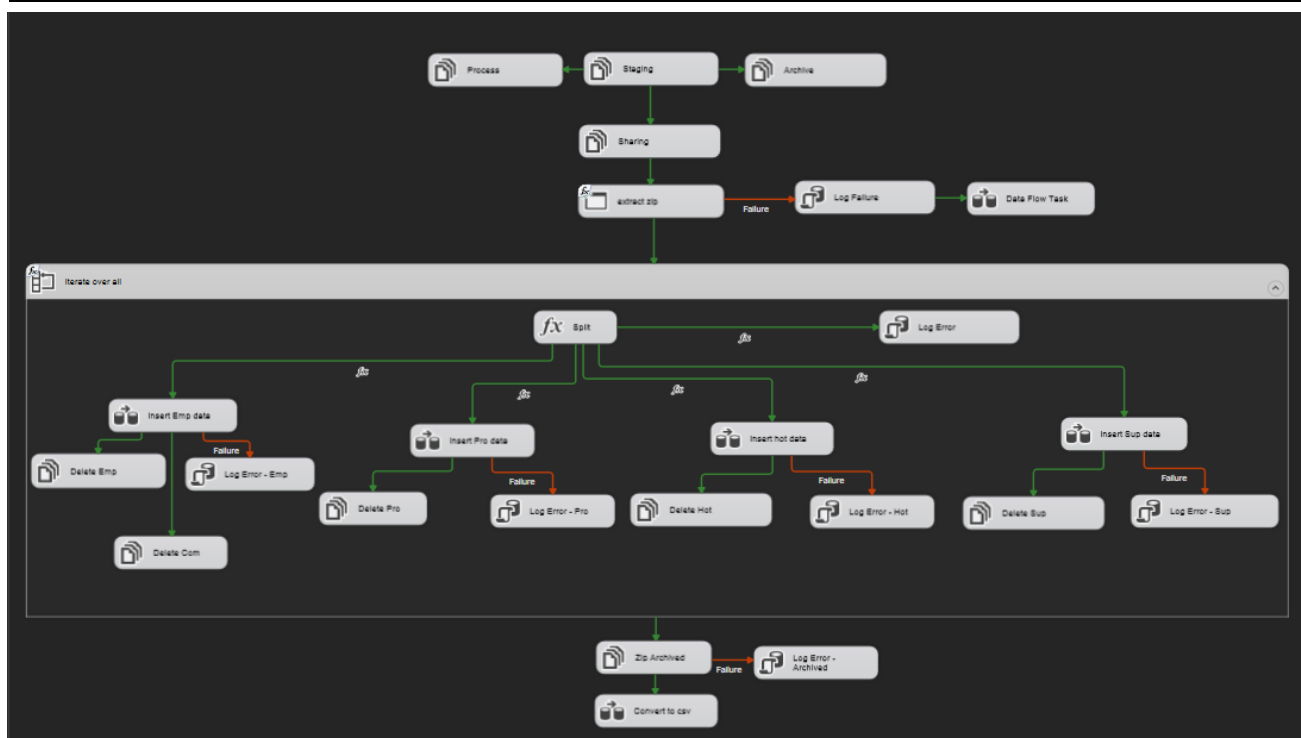 Process
Staging
Archive
Sharing
fx
extract zip
Failure
Log Failure
Data Flow Task
fx
Iterate over all
fx Split
Log Error
fx
fx
fx
fx
fx
Insert Emp data
Insert Pro data
Insert hot data
Insert Sup data
Failure
Delete Emp
Log Error - Emp
Failure
Failure
Failure
Delete Pro
Log Error - Pro
Delete Hot
Log Error - Hot
Delete Sup
Log Error - Sup
Delete Com
Zip Archived
Failure
Log Error -
Archived
Convert to csv